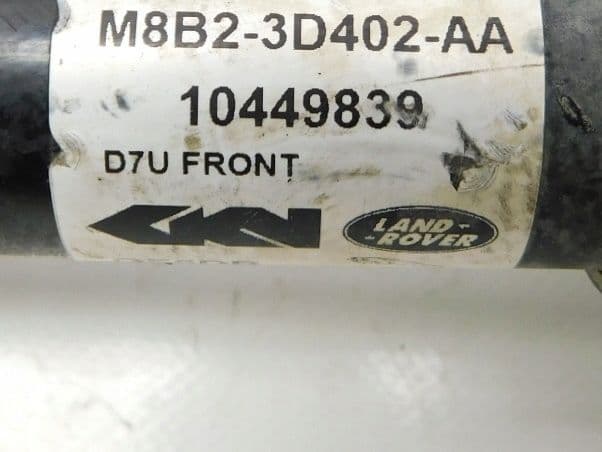 M8B2-3D402-AA
10449839
D7U FRONT
GKN
LAND
ROVER